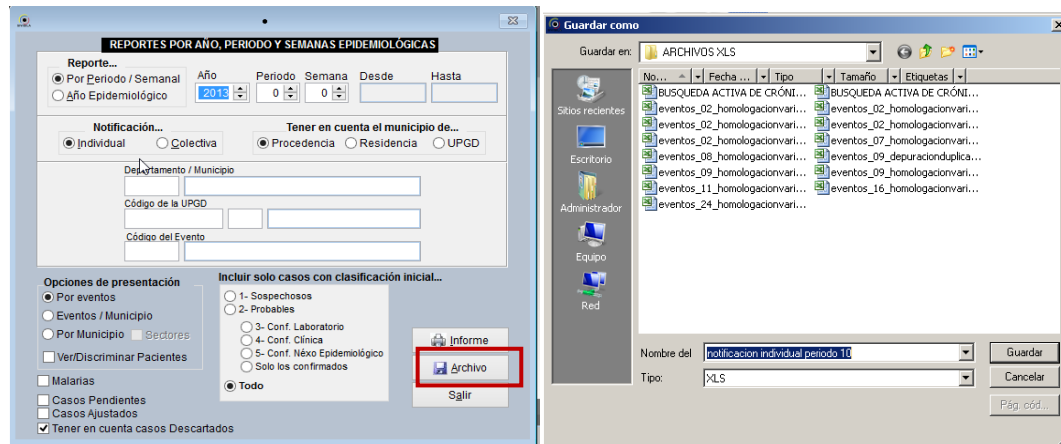 REPORTES POR AÑO, PERIODO Y SEMANAS EPIDEMIOLÓGICAS
Reporte...
Por Periodo / Semanal
Año Epidemiológico
Año Periodo Semana Desde Hasta
2013 0 0
Notificación...
Individual Colectiva
Tener en cuenta el municipio de...
Procedencia Residencia UPGD
Departamento / Municipio
Código de la UPGD
Código del Evento
Opciones de presentación
Por eventos
Eventos / Municipio
Por Municipio Sectores
Ver/Discriminar Pacientes
Malarias
Casos Pendientes
Casos Ajustados
Tener en cuenta casos Descartados
Incluir solo casos con clasificación inicial...
1- Sospechosos
2- Probables
3- Conf. Laboratorio
4- Conf. Clínica
5- Conf. Néxo Epidemiológico
Solo los confirmados
Todo
Informe
Archivo
Salir
Guardar como
Guardar en: ARCHIVOS XLS
Sitios recientes
Escritorio
Administrador
Equipo
Red
No... Fecha ... Tipo Tamaño Etiquetas
BUSQUEDA ACTIVA DE CRÓNI... BUSQUEDA ACTIVA DE CRÓNI...
eventos_02_homologacionvari... eventos_02_homologacionvari...
eventos_02_homologacionvari... eventos_02_homologacionvari...
eventos_02_homologacionvari... eventos_07_homologacionvari...
eventos_08_homologacionvari... eventos_09_depuracionduplica...
eventos_09_homologacionvari... eventos_09_homologacionvari...
eventos_11_homologacionvari... eventos_16_homologacionvari...
eventos_24_homologacionvari...
Nombre del notificacion individual periodo 10 Guardar
Tipo: XLS Cancelar
Pág. cód...